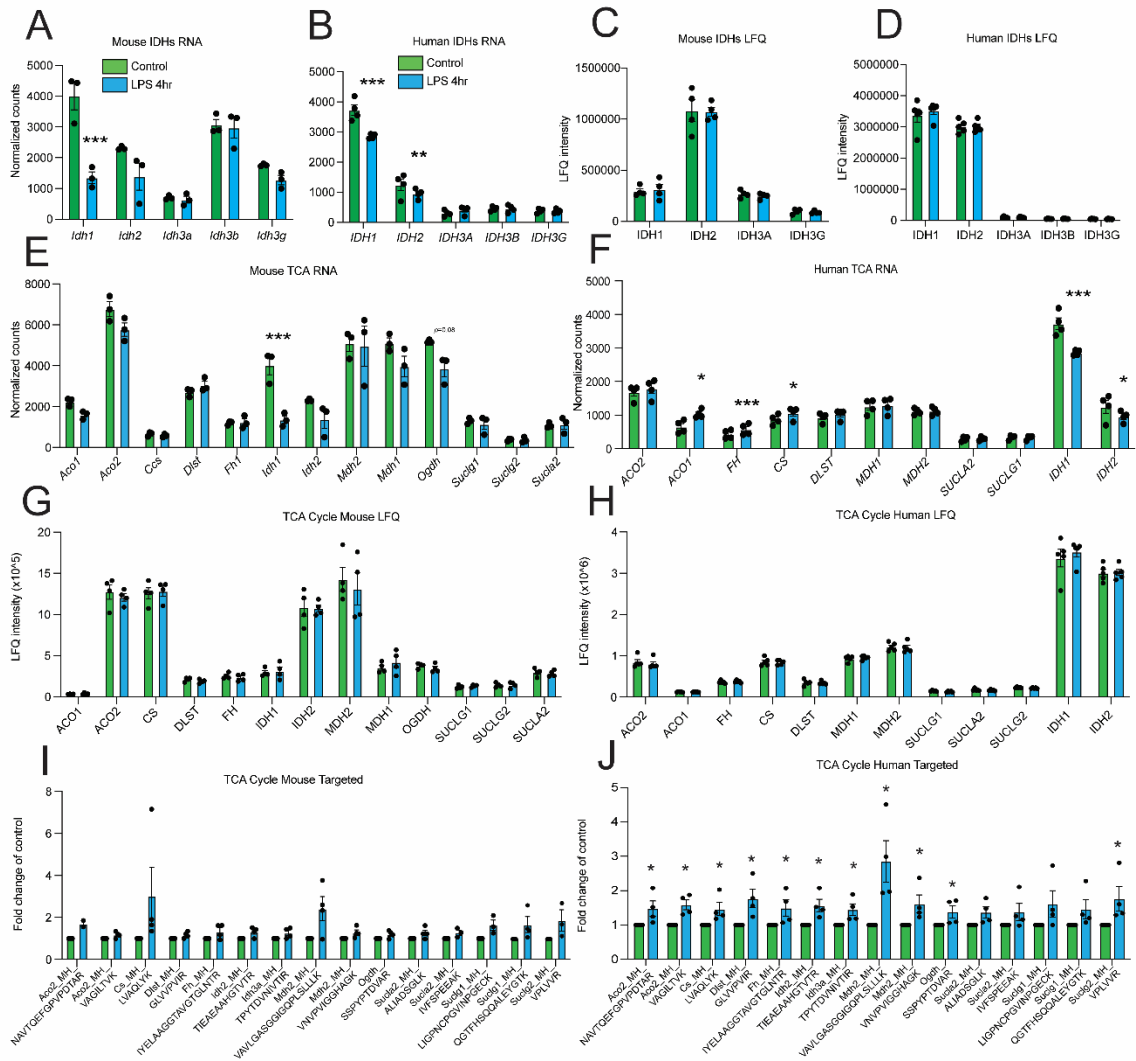 A
Mouse IDHs RNA
Control
LPS 4hr
Normalized counts
5000
4000
3000
2000
1000
0
***
Idh1
Idh2
Idh3a
Idh3b
Idh3g
B
Human IDHs RNA
Control
LPS 4hr
5000
4000
3000
2000
1000
0
***
**
IDH1
IDH2
IDH3A
IDH3B
IDH3G
C
Mouse IDHs LFQ
LFQ intensity
1500000
1000000
500000
0
IDH1
IDH2
IDH3A
IDH3G
D
Human IDHs LFQ
LFQ intensity
8000000
7000000
6000000
5000000
4000000
3000000
2000000
1000000
0
IDH1
IDH2
IDH3A
IDH3B
IDH3G
E
Mouse TCA RNA
Normalized counts
8000
6000
4000
2000
0
***
p=0.08
Aco1
Aco2
Ccs
Dlst
Fh1
Idh1
Idh2
Mdh2
Mdh1
Ogdh
Suclg1
Suclg2
Sucla2
F
Human TCA RNA
Normalized counts
5000
4000
3000
2000
1000
0
*
***
*
***
*
ACO2
ACO1
FH
CS
DLST
MDH1
MDH2
SUCLA2
SUCLG1
IDH1
IDH2
G
TCA Cycle Mouse LFQ
LFQ intensity (x10^5)
20
15
10
5
0
ACO1
ACO2
CS
DLST
FH
IDH1
IDH2
MDH2
MDH1
OGDH
SUCLG1
SUCLG2
SUCLA2
H
TCA Cycle Human LFQ
LFQ intensity (x10^6)
4
3
2
1
0
ACO2
ACO1
FH
CS
DLST
MDH1
MDH2
SUCLG1
SUCLA2
SUCLG2
IDH1
IDH2
I
TCA Cycle Mouse Targeted
Fold change of control
8
6
4
2
0
Aco2_MH_
NAVTQEFGPVPDTAR
Aco2_MH_
VAGILTVK
Cs_MH_
LVAQLYK
Dlst_MH_
GLVVPVIR
Fh_MH_
IYELAAGGTAVGTGLNTR
Idh2_MH_
TIEAEAAHGTVTR
Idh3a_MH_
TPYTDVNIVTIR
Mdh2_MH_
VAVLGASGGIGQPLSLLLK
Mdh2_MH_
VNVPVIGGHAGK
Ogdh_
SSPYPTDVAR
Sucla2_MH_
ALIADSGLK
Sucla2_MH_
IVFSPEEAK
Suclg1_MH_
LIGPNCPGVINPGECK
Suclg1_MH_
QGTFHSQQALEYGTK
Suclg2_MH_
VPLVVR
J
TCA Cycle Human Targeted
Fold change of control
5
4
3
2
1
0
*
*
*
*
*
*
*
*
*
*
*
Aco2_MH_
NAVTQEFGPVPDTAR
Aco2_MH_
VAGILTVK
Cs_MH_
LVAQLYK
Dlst_MH_
GLVVPVIR
Fh_MH_
IYELAAGGTAVGTGLNTR
Idh2_MH_
TIEAEAAHGTVTR
Idh3a_MH_
TPYTDVNIVTIR
Mdh2_MH_
VAVLGASGGIGQPLSLLLK
Mdh2_MH_
VNVPVIGGHAGK
Ogdh_
SSPYPTDVAR
Sucla2_MH_
ALIADSGLK
Sucla2_MH_
IVFSPEEAK
Suclg1_MH_
LIGPNCPGVINPGECK
Suclg1_MH_
QGTFHSQQALEYGTK
Suclg2_MH_
VPLVVR